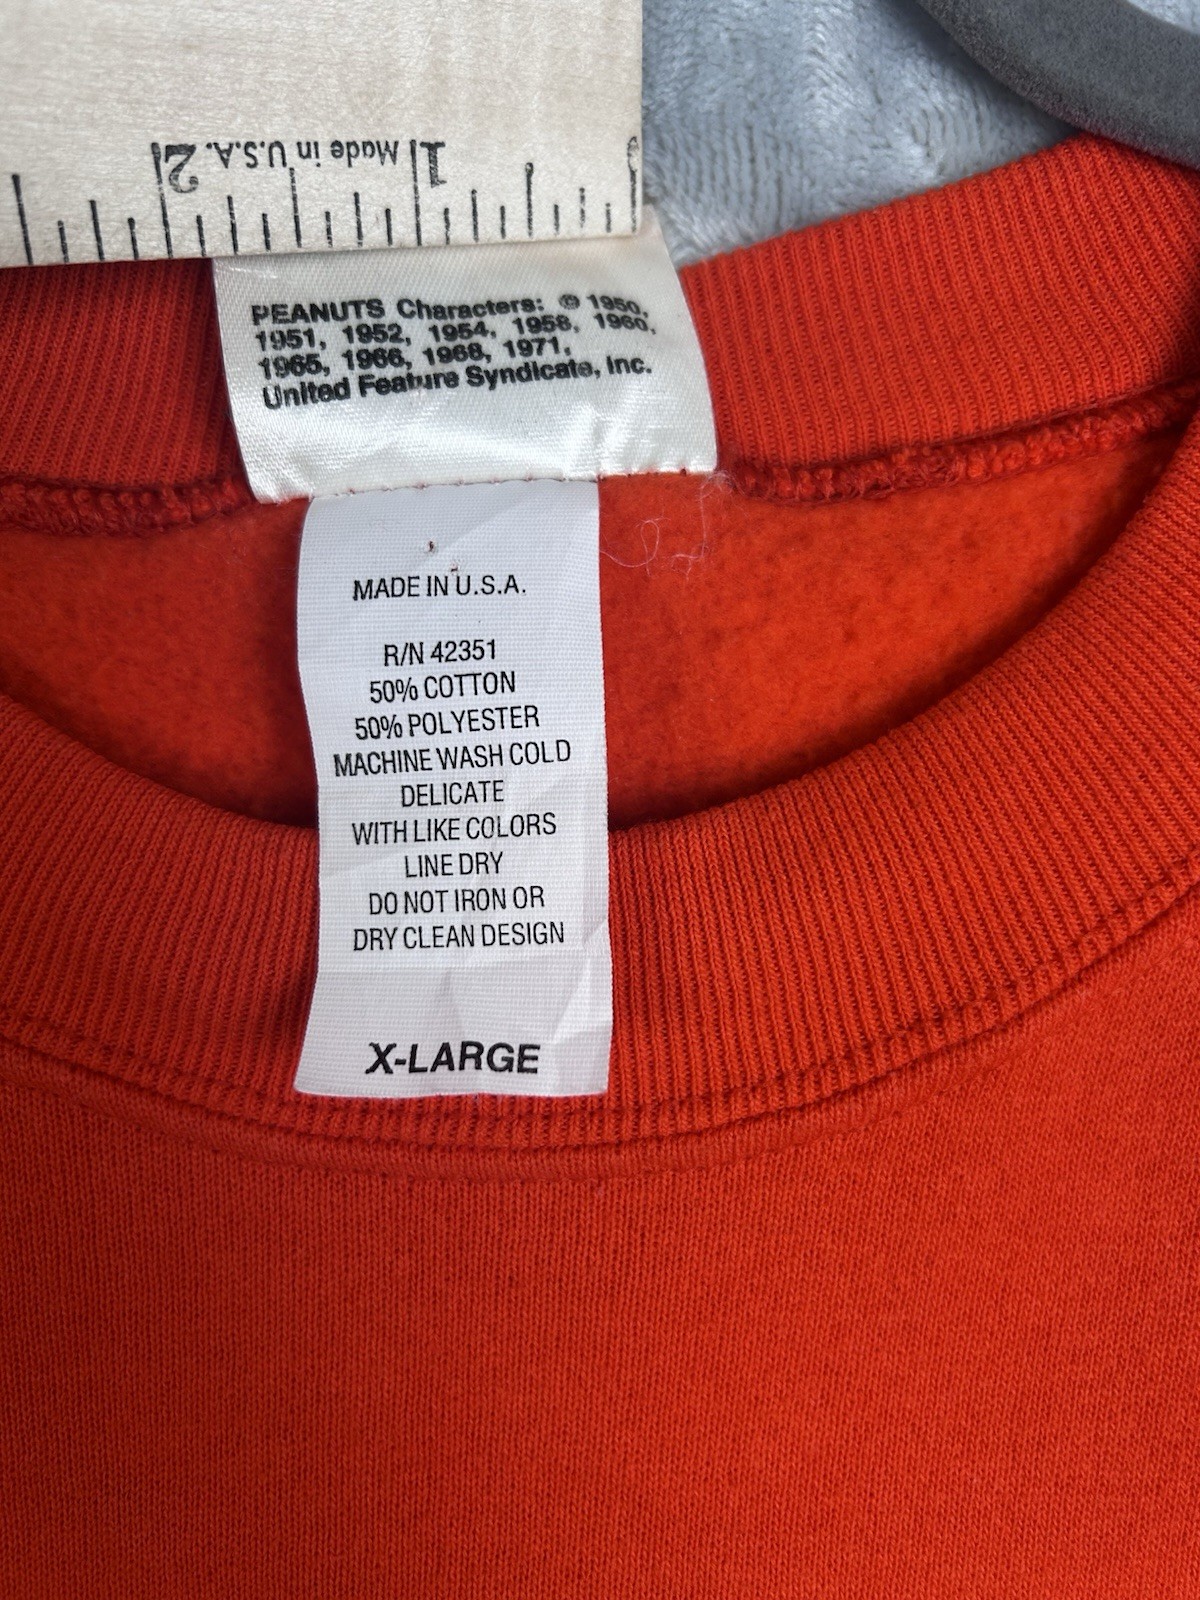 1 Made in U.S.A. 2
PEANUTS Characters: © 1950,
1951, 1952, 1954, 1958, 1960,
1965, 1966, 1968, 1971,
United Feature Syndicate, Inc.
MADE IN U.S.A.
R/N 42351
50% COTTON
50% POLYESTER
MACHINE WASH COLD
DELICATE
WITH LIKE COLORS
LINE DRY
DO NOT IRON OR
DRY CLEAN DESIGN
X-LARGE